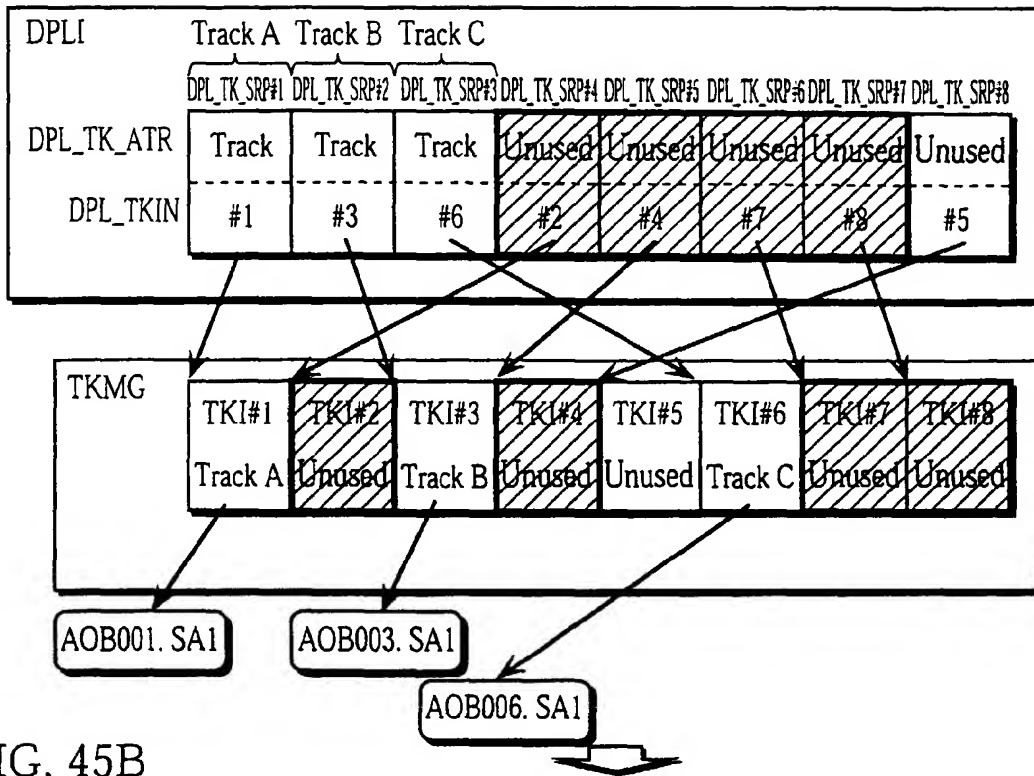 DPLI Track A Track B Track C
DPL_TK_SRP#1 DPL_TK_SRP#2 DPL_TK_SRP#3 DPL_TK_SRP#4 DPL_TK_SRP#5 DPL_TK_SRP#6 DPL_TK_SRP#7 DPL_TK_SRP#8
DPL_TK_ATR Track Track Track Unused Unused Unused Unused Unused
DPL_TKIN #1 #3 #6 #2 #4 #7 #8 #5
TKMG
TKI#1 TKI#2 TKI#3 TKI#4 TKI#5 TKI#6 TKI#7 TKI#8
Track A Unused Track B Unused Unused Track C Unused Unused
AOB001. SA1 AOB003. SA1
AOB006. SA1
IG. 45B